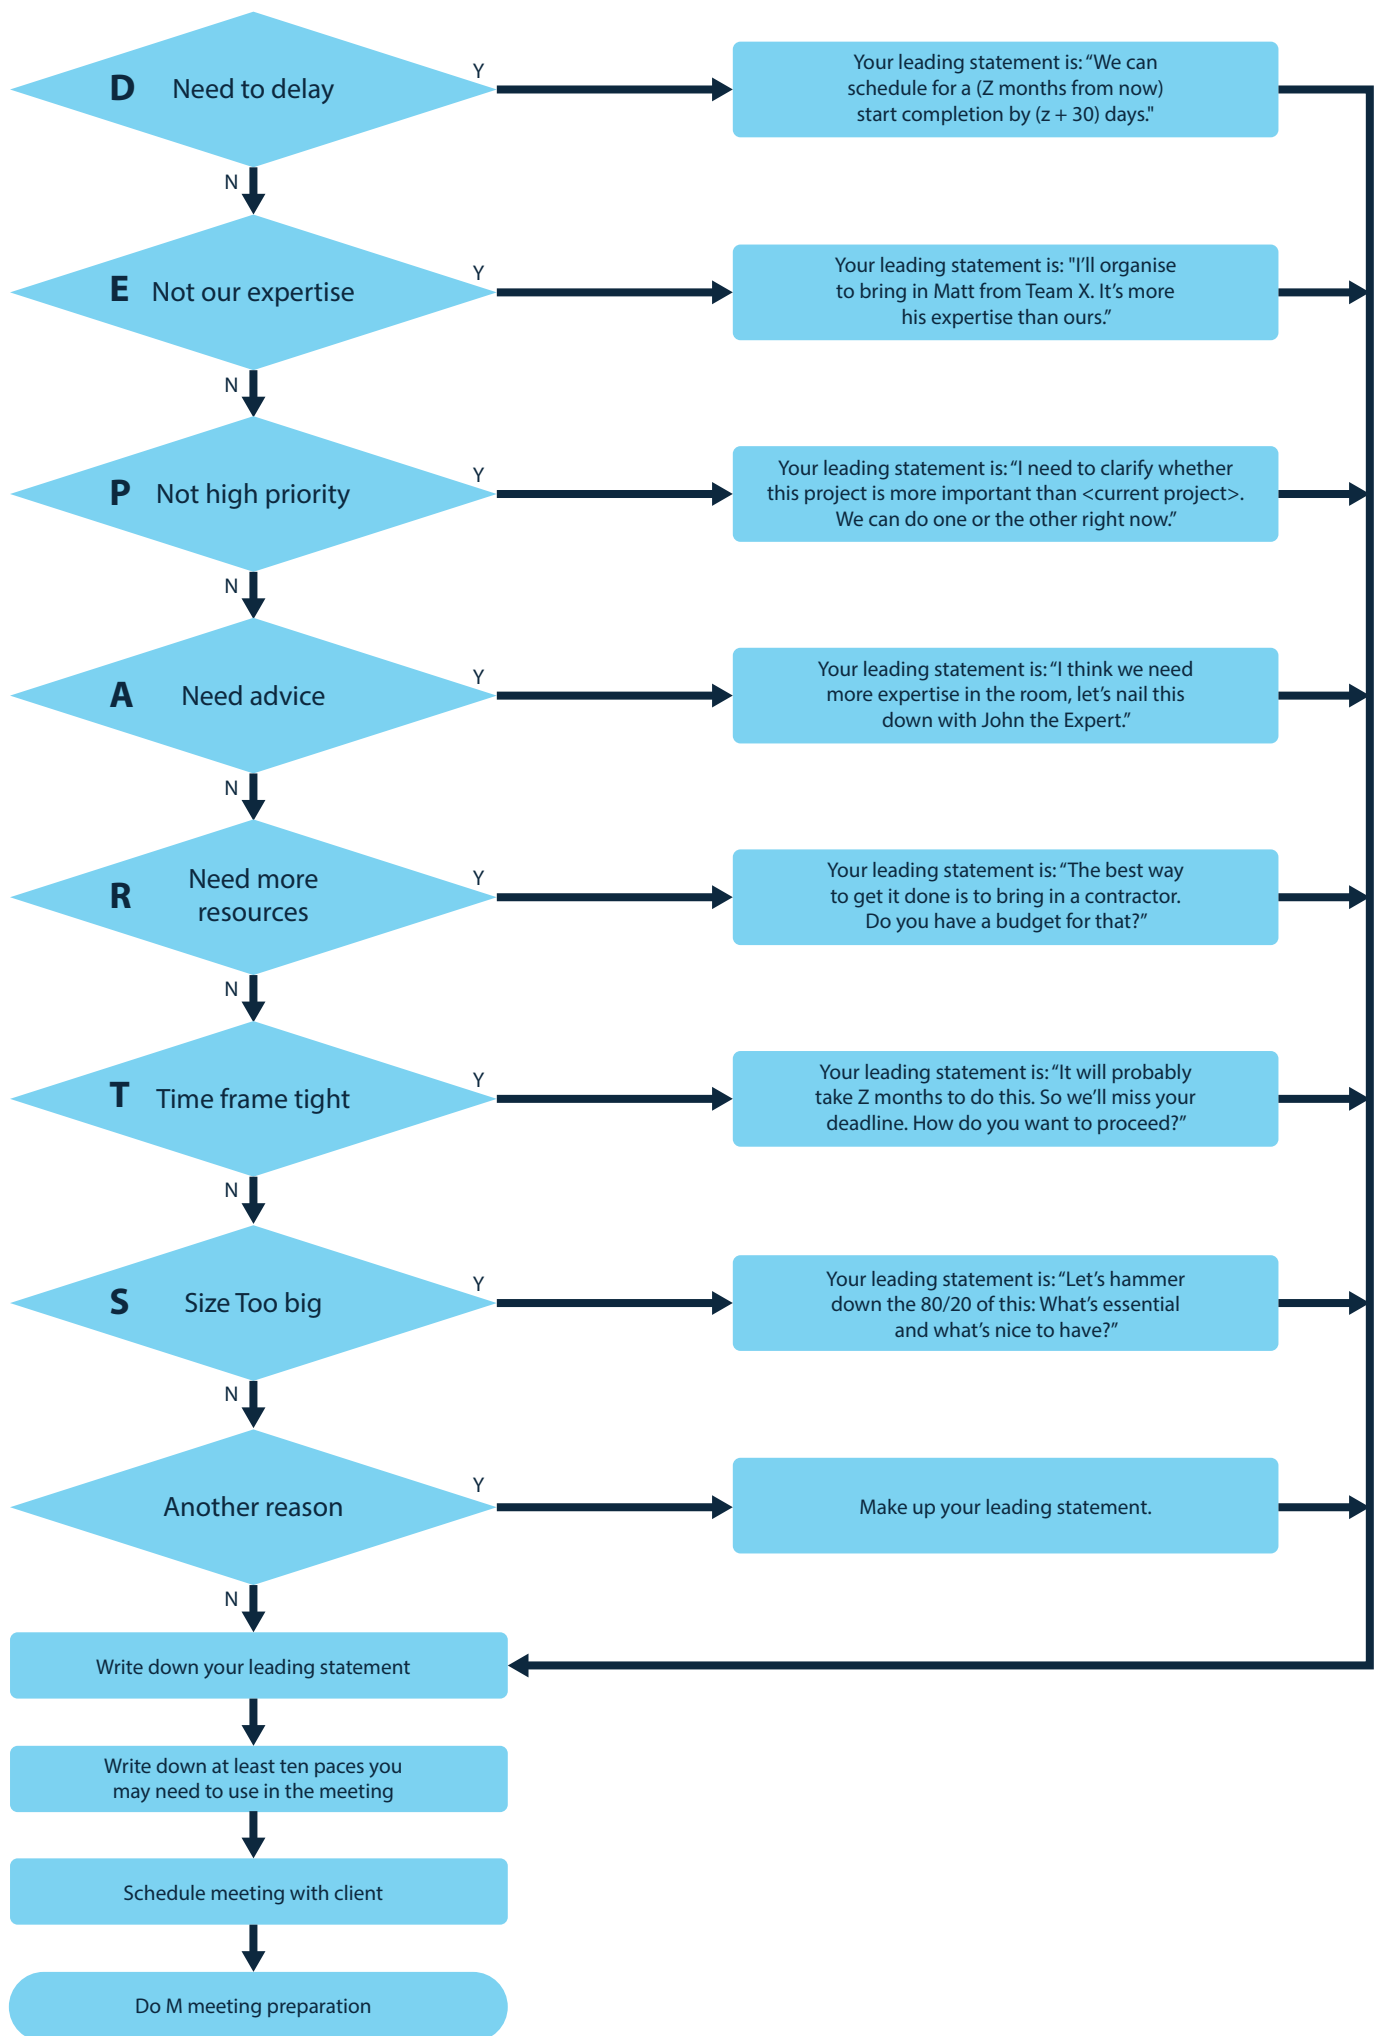 D Need to delay
Y
Your leading statement is: “We can
schedule for a (Z months from now)
start completion by (z + 30) days."
N
E Not our expertise
Y
Your leading statement is: "I’ll organise
to bring in Matt from Team X. It’s more
his expertise than ours.”
N
P Not high priority
Y
Your leading statement is: “I need to clarify whether
this project is more important than <current project>.
We can do one or the other right now.”
N
A Need advice
Y
Your leading statement is: “I think we need
more expertise in the room, let’s nail this
down with John the Expert.”
N
R Need more
resources
Y
Your leading statement is: “The best way
to get it done is to bring in a contractor.
Do you have a budget for that?”
N
T Time frame tight
Y
Your leading statement is: “It will probably
take Z months to do this. So we’ll miss your
deadline. How do you want to proceed?”
N
S Size Too big
Y
Your leading statement is: “Let’s hammer
down the 80/20 of this: What’s essential
and what’s nice to have?”
N
Another reason
Y
Make up your leading statement.
N
Write down your leading statement
Write down at least ten paces you
may need to use in the meeting
Schedule meeting with client
Do M meeting preparation